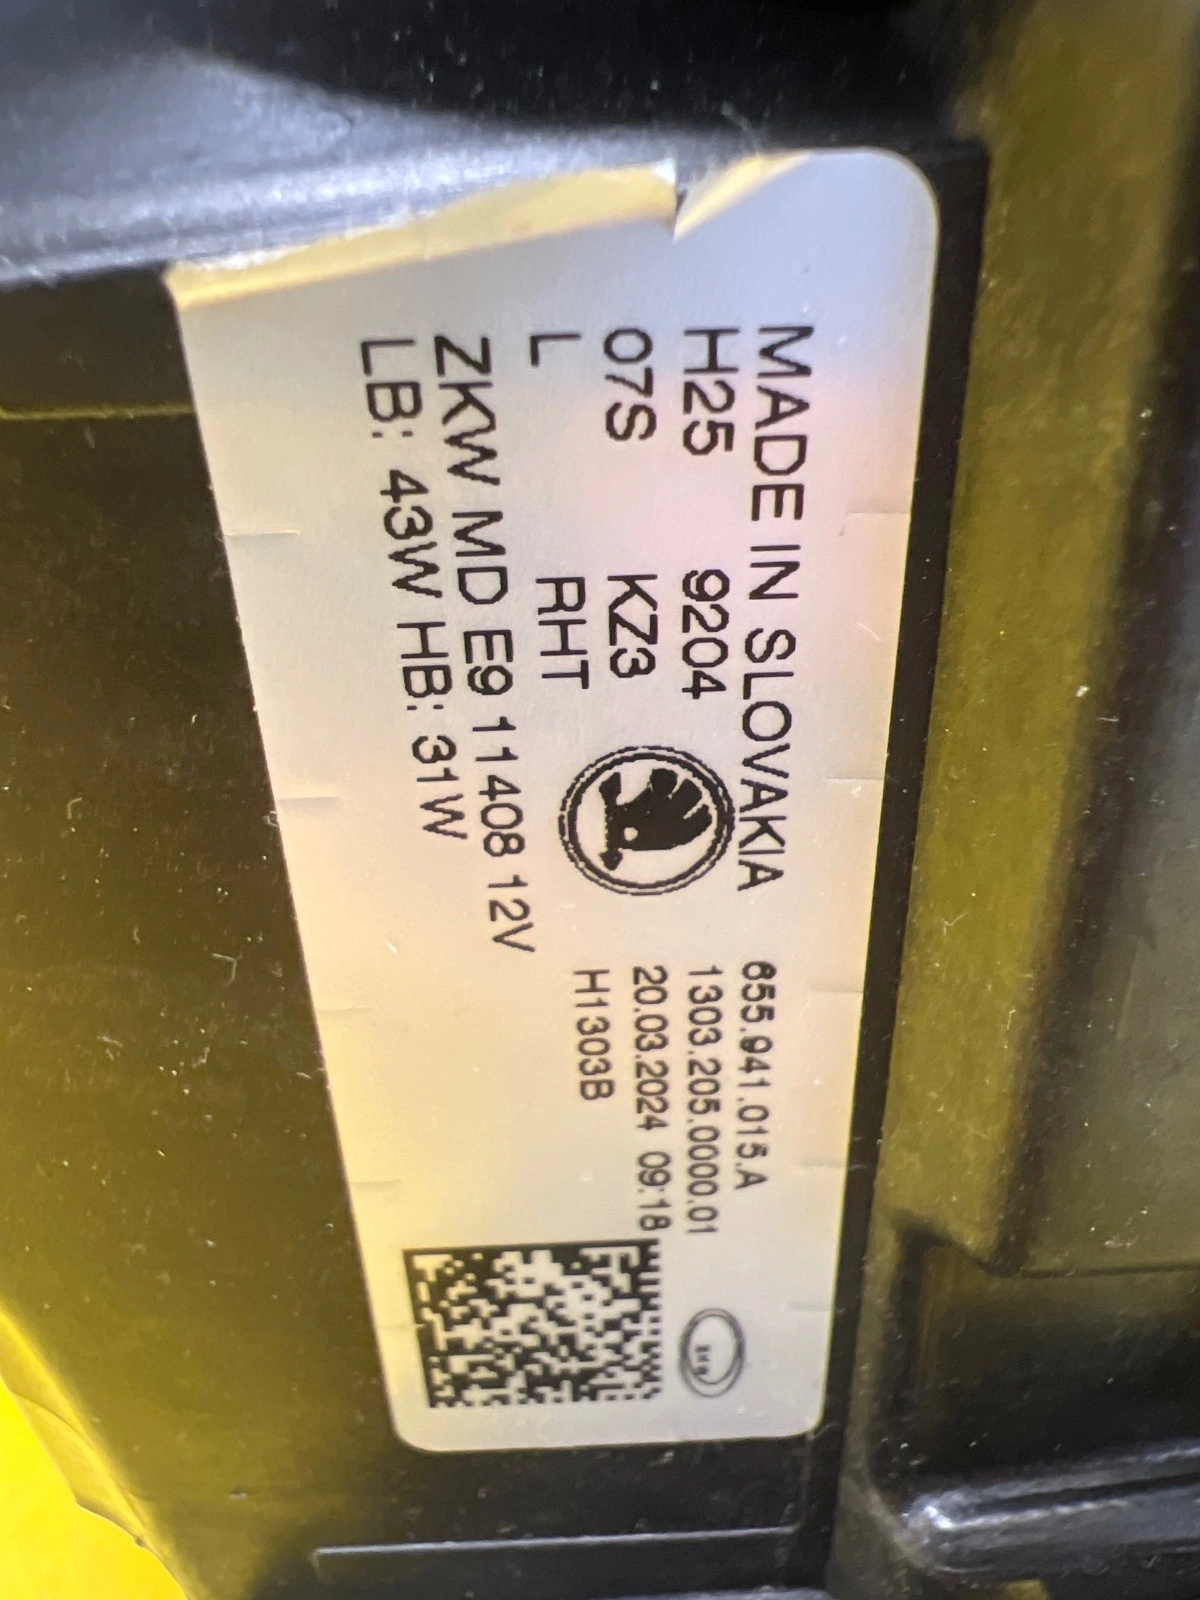 MADE IN SLOVAKIA
H25 9204
07S KZ3
L RHT
ZKW MD E9 11408 12V
LB: 43W HB: 31W
655.941.015.A
1303.205.0000.01
20.03.2024 09:18
H1303B